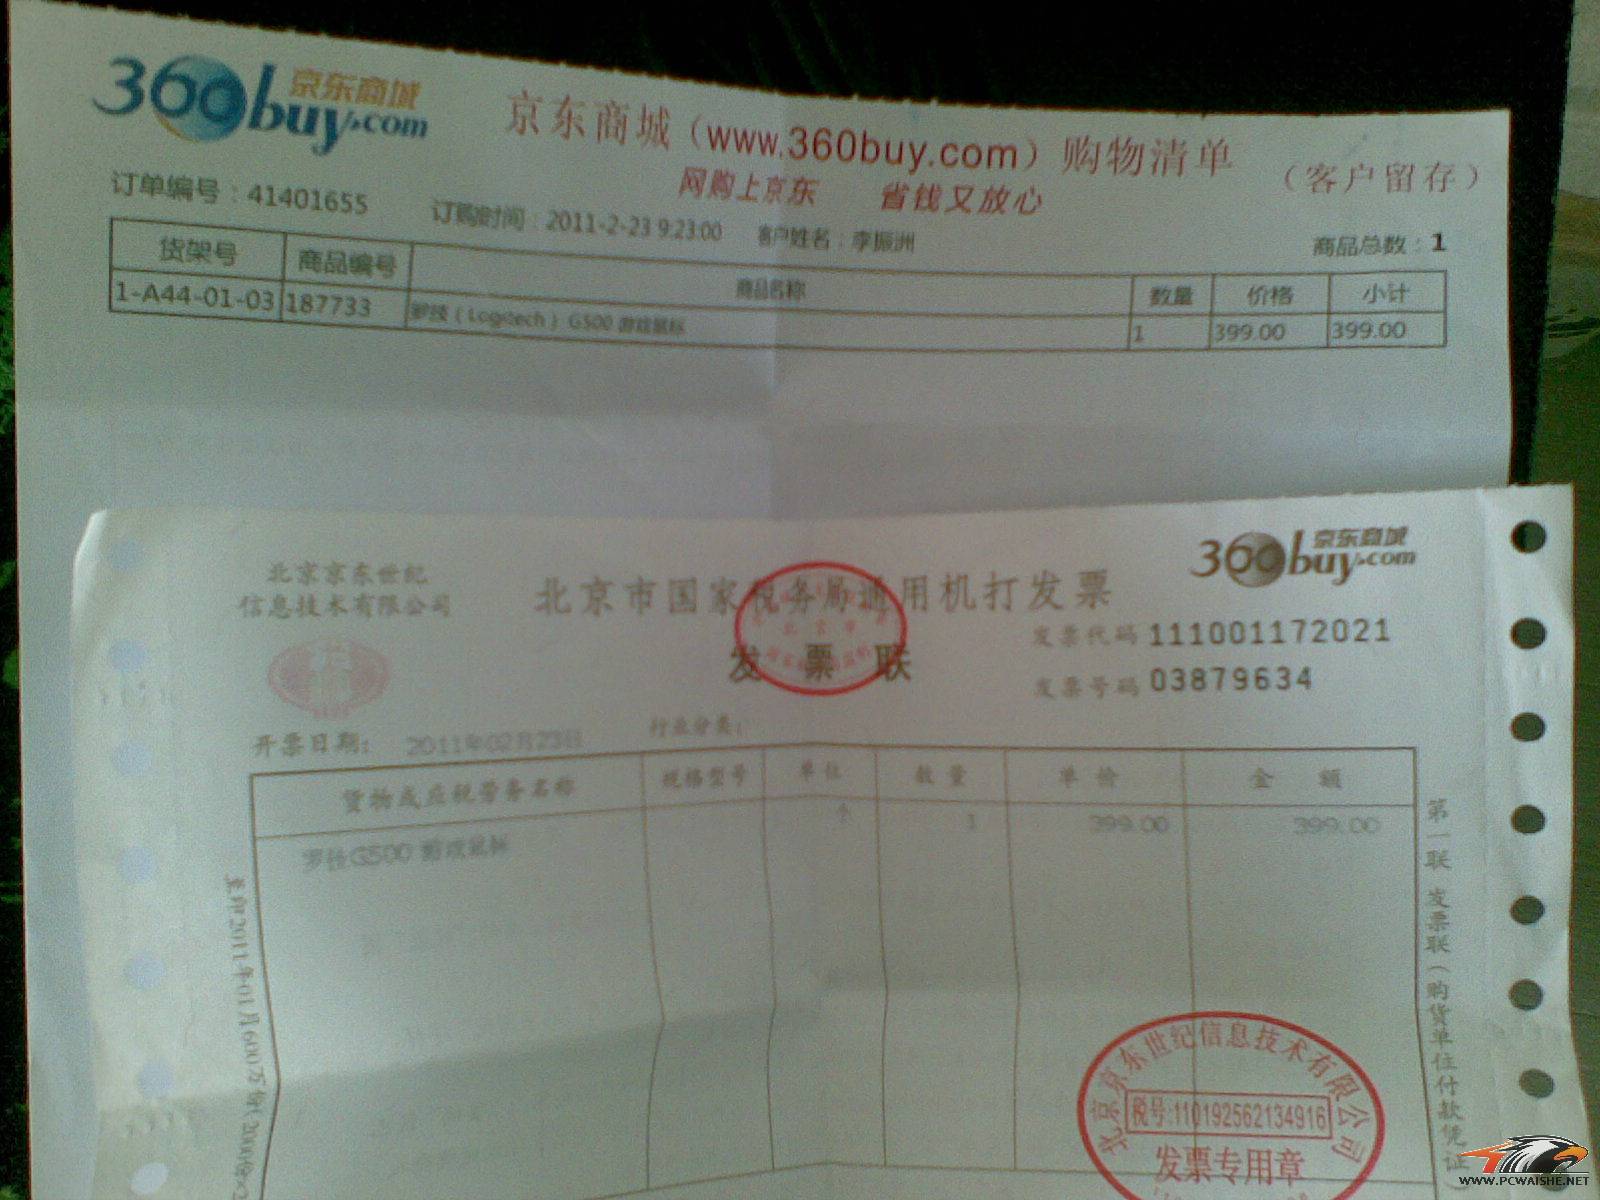 360buy.com 京东商城
京东商城（www.360buy.com）购物清单 （客户留存）
网购上京东 省钱又放心
订单编号：41401655 订购时间：2011-2-23 9:23:00 客户姓名：李振洲 商品总数：1
货架号 商品编号 商品名称 数量 价格 小计
1-A44-01-03 187733 罗技（Logitech）G500 游戏鼠标 1 399.00 399.00
360buy.com 京东商城
北京京东世纪
信息技术有限公司
北京市国家税务局通用机打发票
发票联
发票代码 111001172021
发票号码 03879634
开票日期： 2011年02月23日 行业分类：
货物或应税劳务名称 规格型号 单位 数量 单价 金额
罗技G500 游戏鼠标 个 1 399.00 399.00
第一联 发票联（购货单位付款凭证
北京京东世纪信息技术有限公司
税号:110192562134916
发票专用章
WWW.PCWAISHE.NET